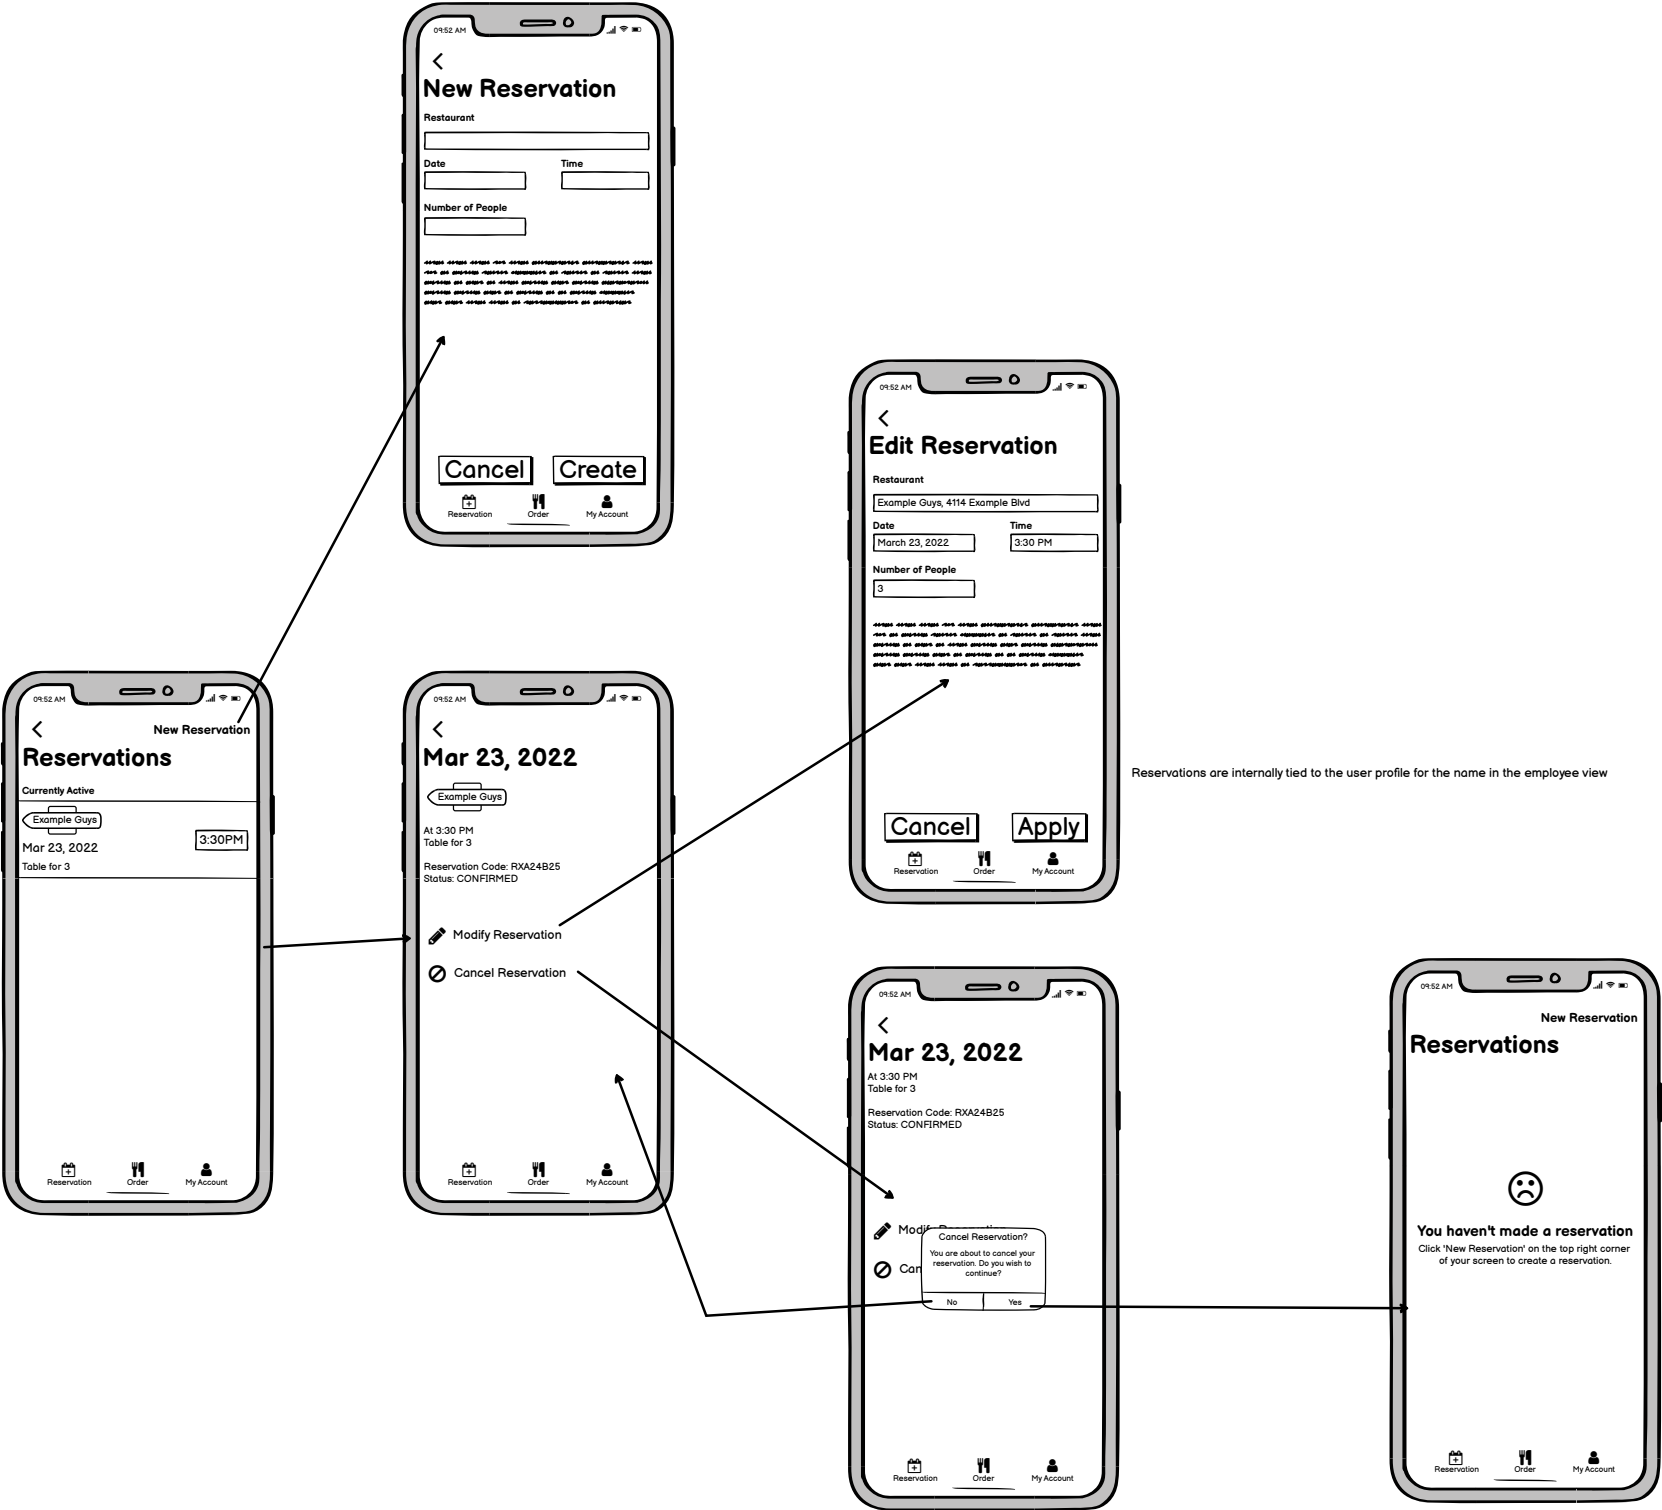 09:52 AM
New Reservation
Restaurant
Date Time
Number of People
Cancel Create
Reservation Order My Account
09:52 AM
Edit Reservation
Restaurant
Example Guys, 4114 Example Blvd
Date Time
March 23, 2022 3:30 PM
Number of People
3
Cancel Apply
Reservation Order My Account
09:52 AM
New Reservation
Reservations
Currently Active
Example Guys
3:30PM
Mar 23, 2022
Table for 3
Reservation Order My Account
09:52 AM
Mar 23, 2022
Example Guys
At 3:30 PM
Table for 3
Reservation Code: RXA24B25
Status: CONFIRMED
Modify Reservation
Cancel Reservation
Reservation Order My Account
Reservations are internally tied to the user profile for the name in the employee view
09:52 AM
Mar 23, 2022
At 3:30 PM
Table for 3
Reservation Code: RXA24B25
Status: CONFIRMED
Cancel Reservation?
You are about to cancel your
reservation. Do you wish to
continue?
No Yes
Reservation Order My Account
09:52 AM
New Reservation
Reservations
You haven't made a reservation
Click 'New Reservation' on the top right corner
of your screen to create a reservation.
Reservation Order My Account